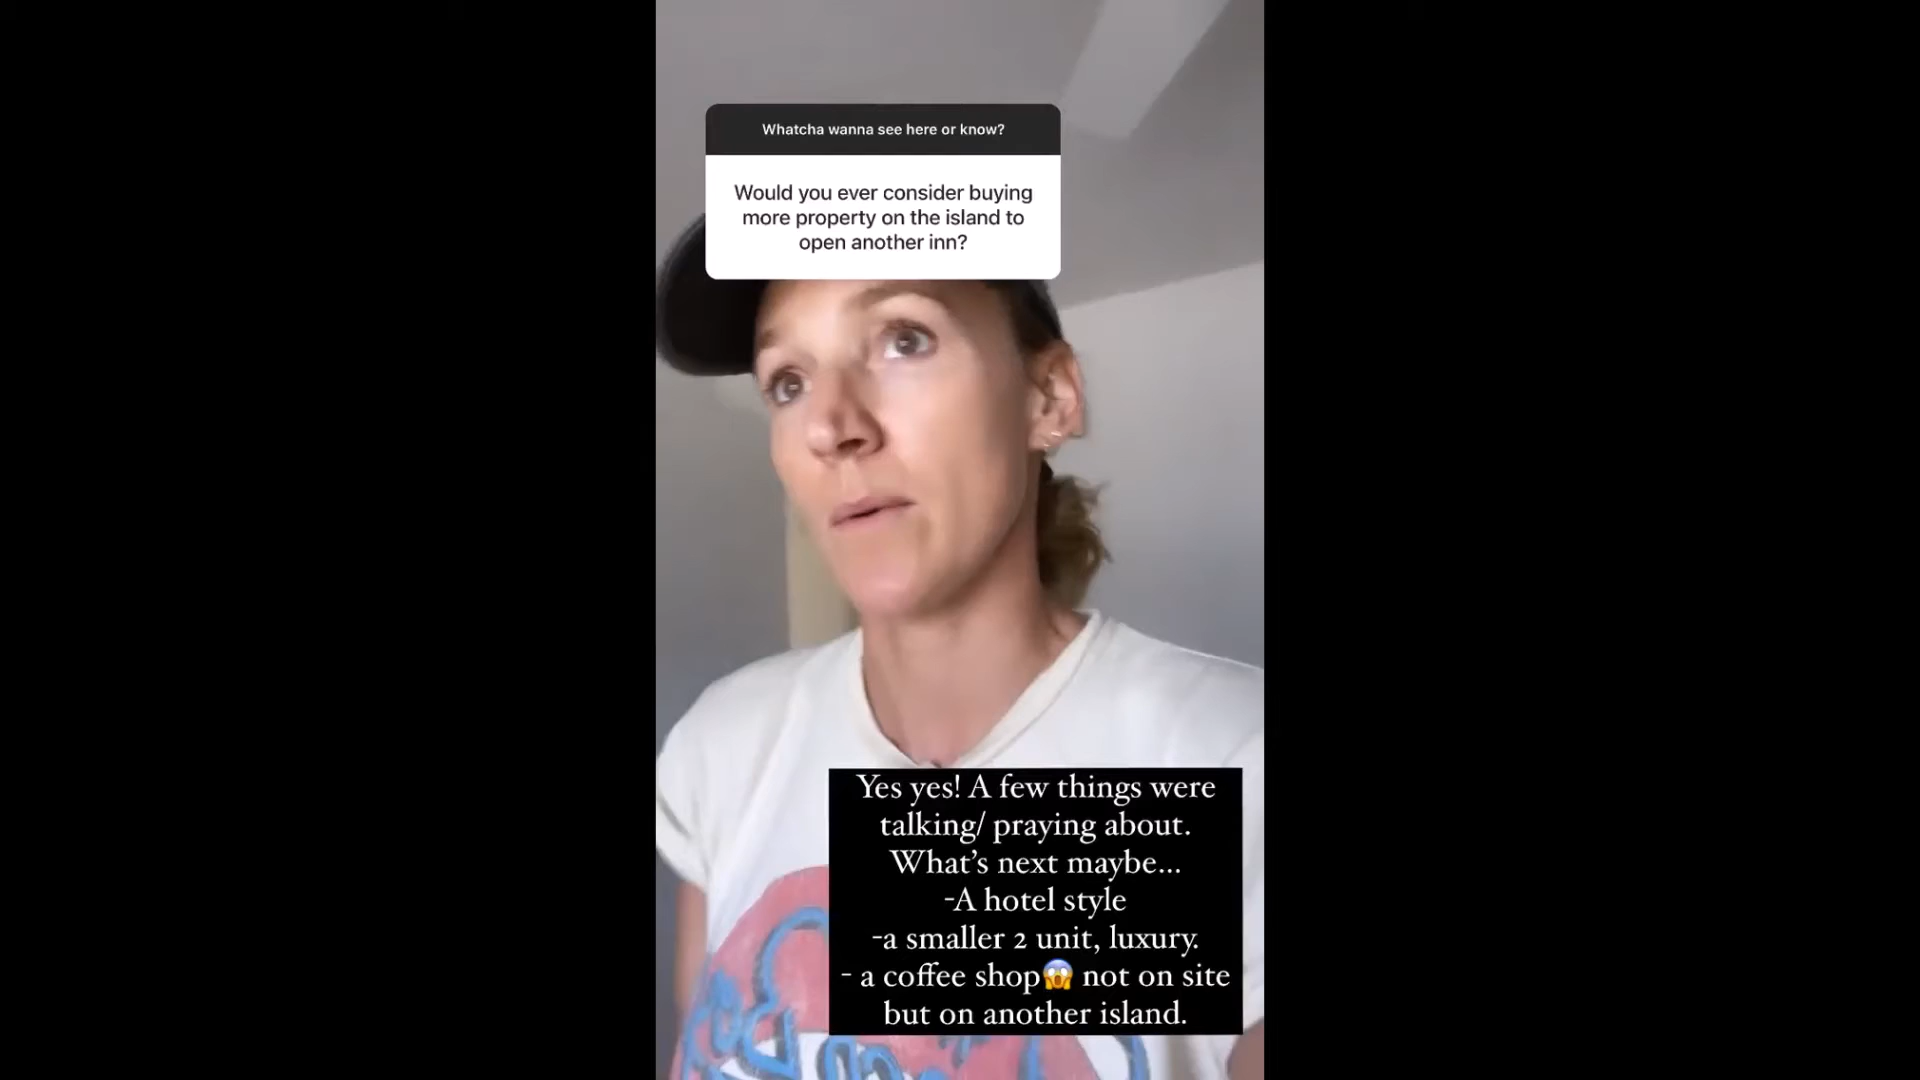 Whatcha wanna see here or know?
Would you ever consider buying
more property on the island to
open another inn?
Yes yes! A few things were
talking/ praying about.
What's next maybe...
-A hotel style
-a smaller 2 unit, luxury.
- a coffee shop😱 not on site
but on another island.